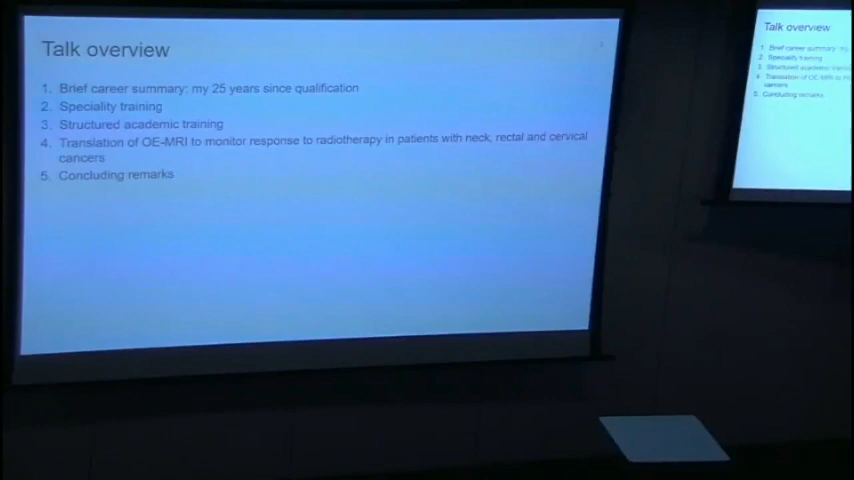 Talk overview
1. Brief career summary: my 25 years since qualification
2. Speciality training
3. Structured academic training
4. Translation of OE-MRI to monitor response to radiotherapy in patients with neck, rectal and cervical
cancers
5. Concluding remarks
Talk overview
1. Brief career summary: my
2. Speciality training
3. Structured academic
4. Translation of OE-MRI to
cancers
5. Concluding remarks